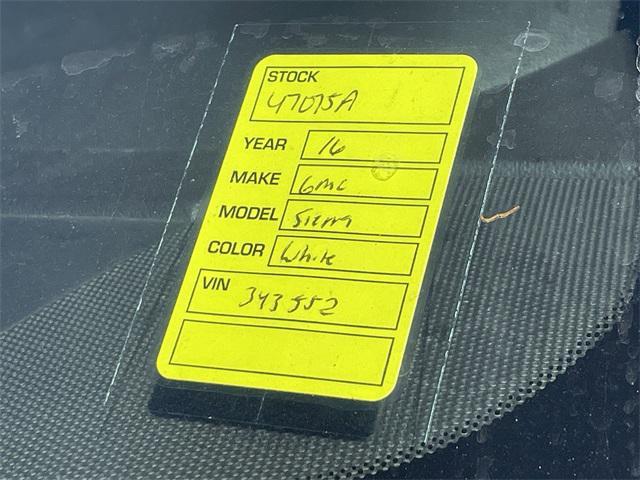 STOCK
47075A
YEAR 16
MAKE GMC
MODEL Sierra
COLOR White
VIN 343552